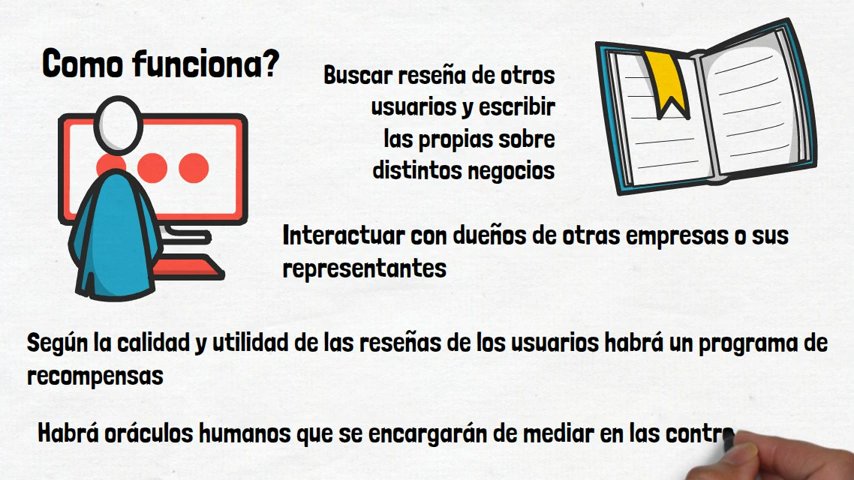 Como funciona?
Buscar reseña de otros
usuarios y escribir
las propias sobre
distintos negocios
Interactuar con dueños de otras empresas o sus
representantes
Según la calidad y utilidad de las reseñas de los usuarios habrá un programa de
recompensas
Habrá oráculos humanos que se encargarán de mediar en las contro